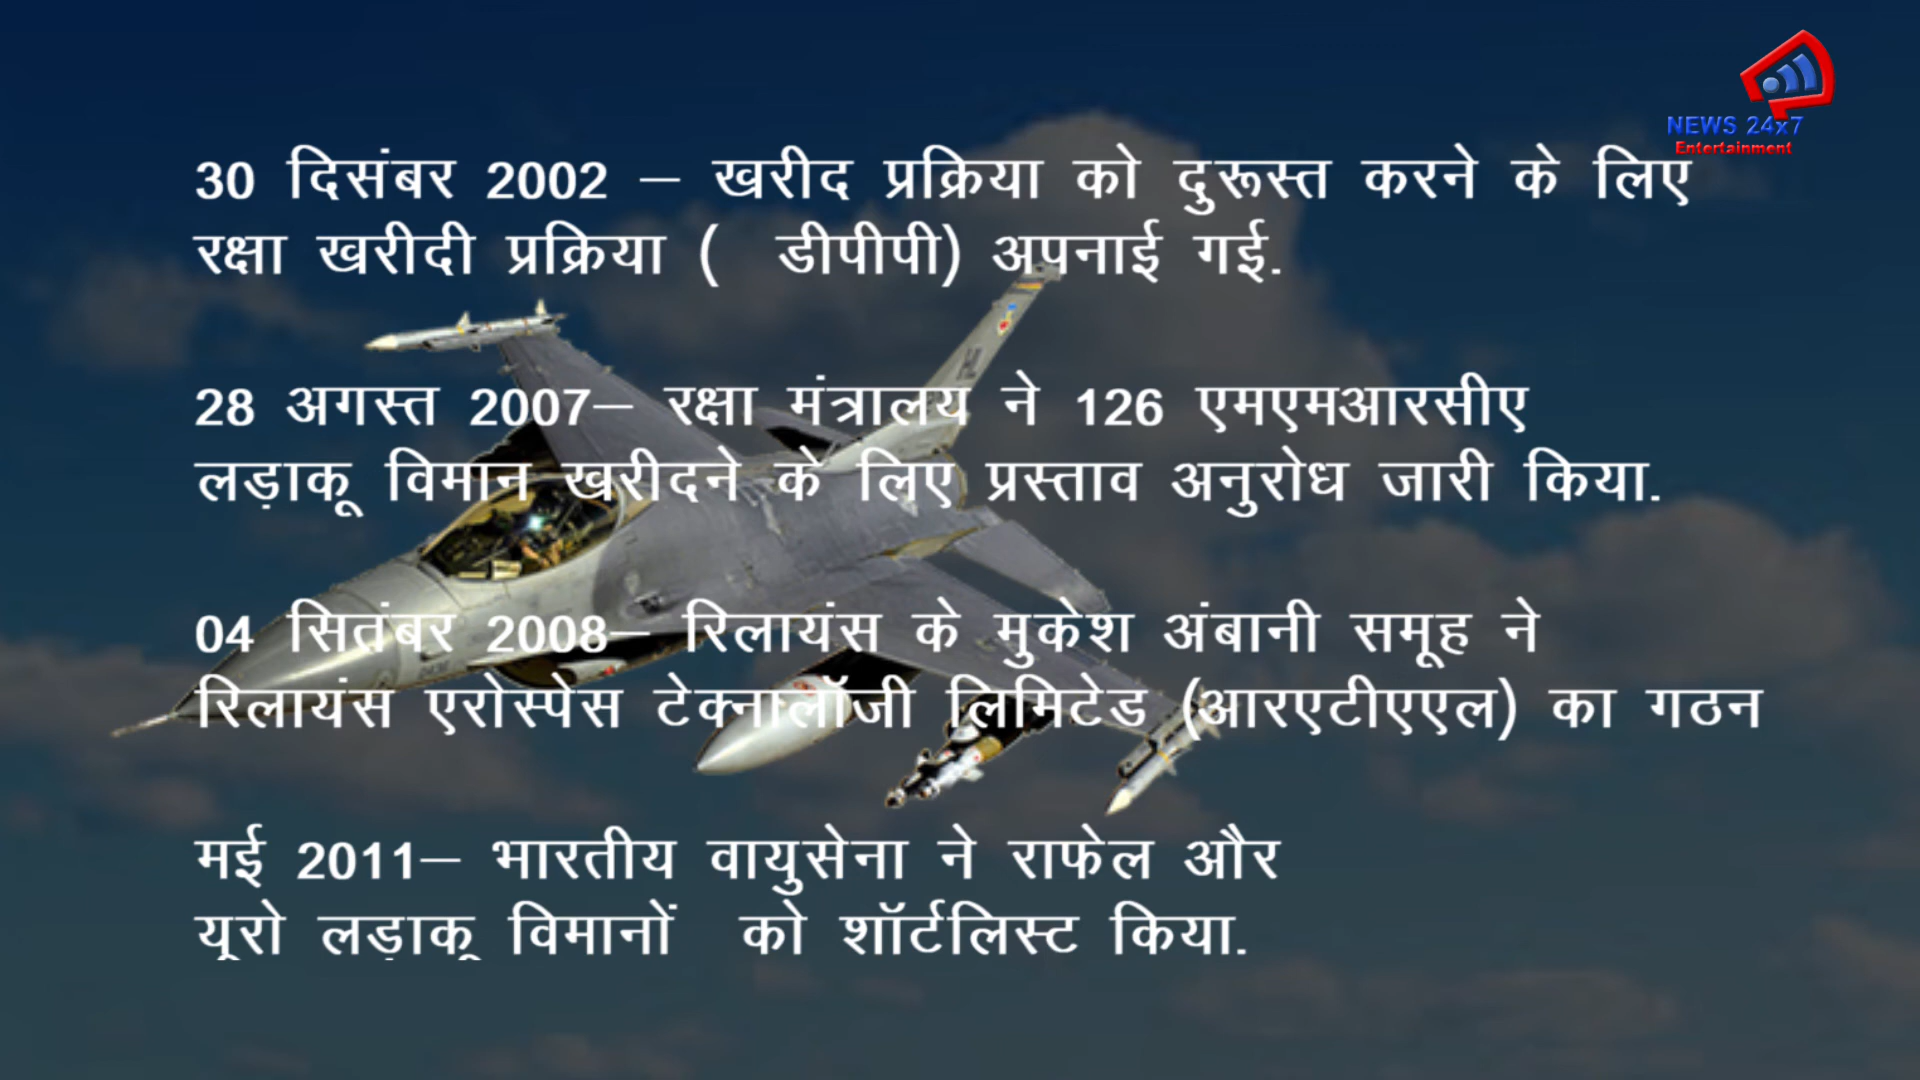 NEWS 24x7
Entertainment
30 दिसंबर 2002 – खरीद प्रक्रिया को दुरूस्त करने के लिए
रक्षा खरीदी प्रक्रिया ( डीपीपी) अपनाई गई.
28 अगस्त 2007– रक्षा मंत्रालय ने 126 एमएमआरसीए
लड़ाकू विमान खरीदने के लिए प्रस्ताव अनुरोध जारी किया.
04 सितंबर 2008– रिलायंस के मुकेश अंबानी समूह ने
रिलायंस एरोस्पेस टेक्नालॉजी लिमिटेड (आरएटीएएल) का गठन
मई 2011– भारतीय वायुसेना ने राफेल और
यूरो लड़ाकू विमानों को शॉर्टलिस्ट किया.